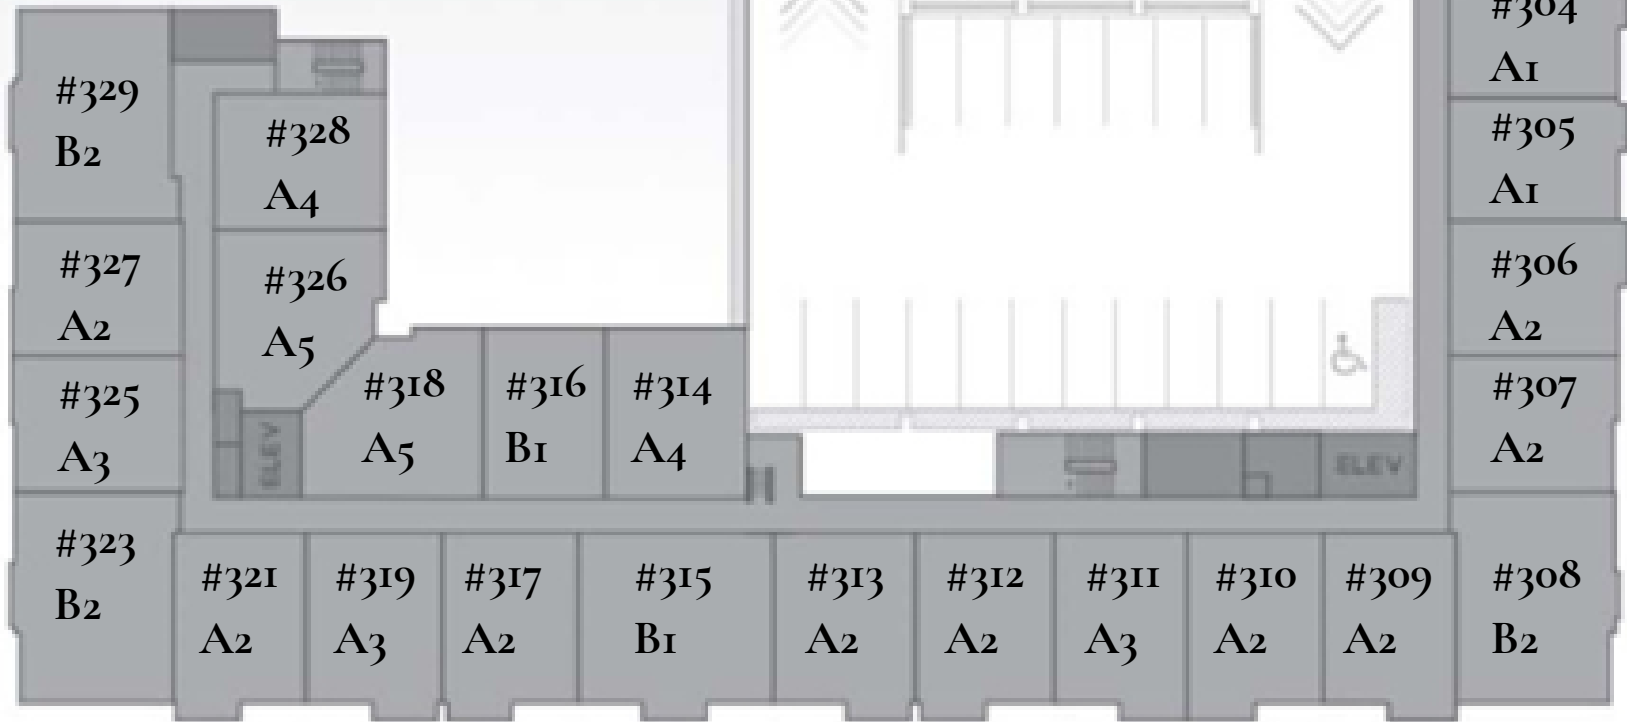 #304
A1
#329
B2
#328
A4
#305
A1
#327
A2
#326
A5
#306
A2
#325
A3
#318
A5
#316
B1
#314
A4
#307
A2
ELEV
ELEV
#323
B2
#321
A2
#319
A3
#317
A2
#315
B1
#313
A2
#312
A2
#311
A3
#310
A2
#309
A2
#308
B2